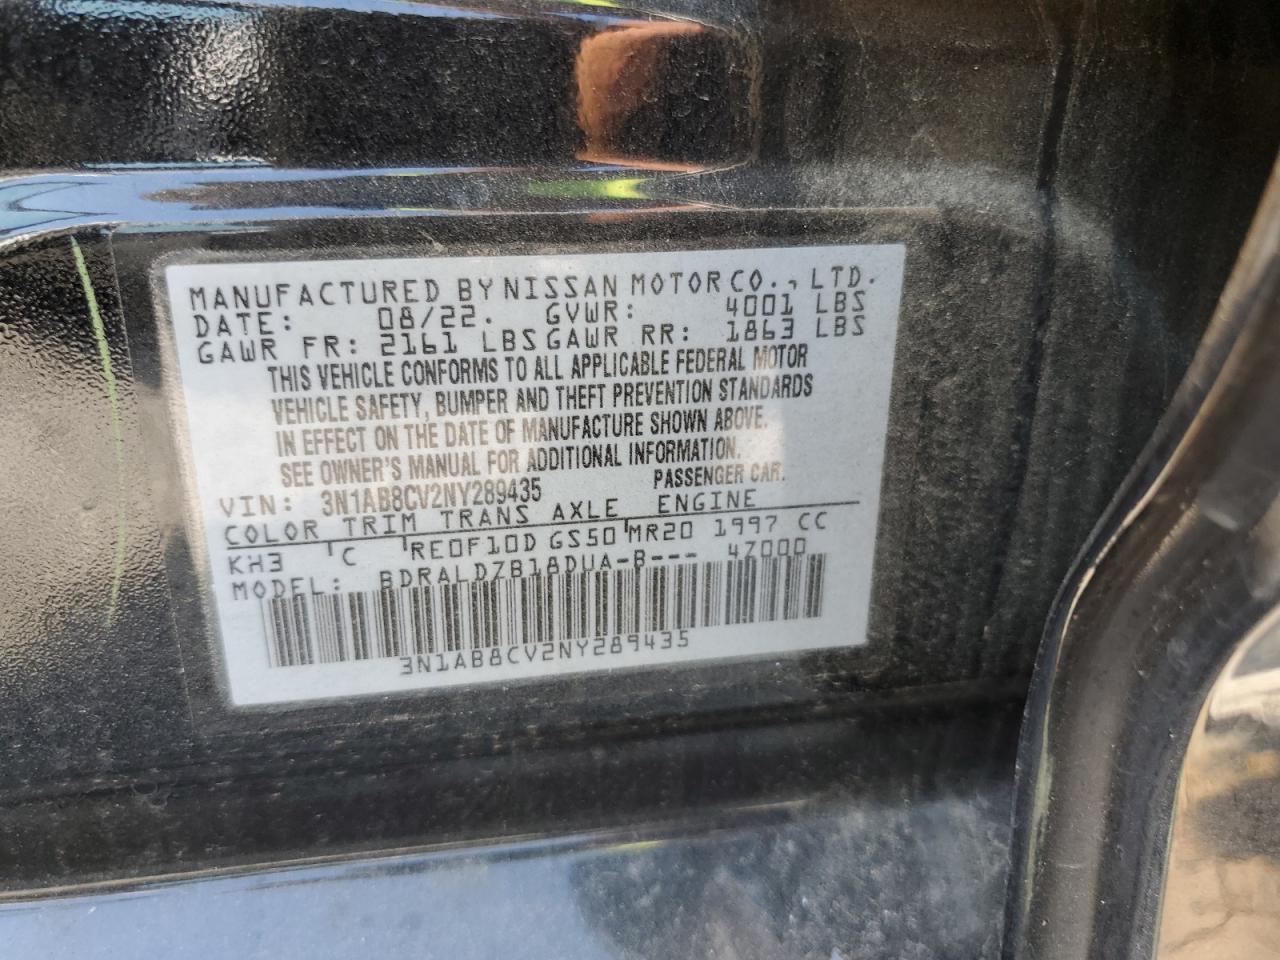 MANUFACTURED BY NISSAN MOTOR CO., LTD.
DATE: 08/22. GVWR: 4001 LBS
GAWR FR: 2161 LBS GAWR RR: 1863 LBS
THIS VEHICLE CONFORMS TO ALL APPLICABLE FEDERAL MOTOR
VEHICLE SAFETY, BUMPER AND THEFT PREVENTION STANDARDS
IN EFFECT ON THE DATE OF MANUFACTURE SHOWN ABOVE.
SEE OWNER'S MANUAL FOR ADDITIONAL INFORMATION.
VIN: 3N1AB8CV2NY289435 PASSENGER CAR.
COLOR TRIM TRANS AXLE ENGINE
KH3 'C 'RE0F10D GS50'MR20 1997 CC
MODEL: BDRALDZB18DUA-B--- 47000
3N1AB8CV2NY289435